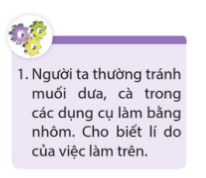 1. Người ta thường tránh
muối dưa, cà trong
các dụng cụ làm bằng
nhôm. Cho biết lí do
của việc làm trên.